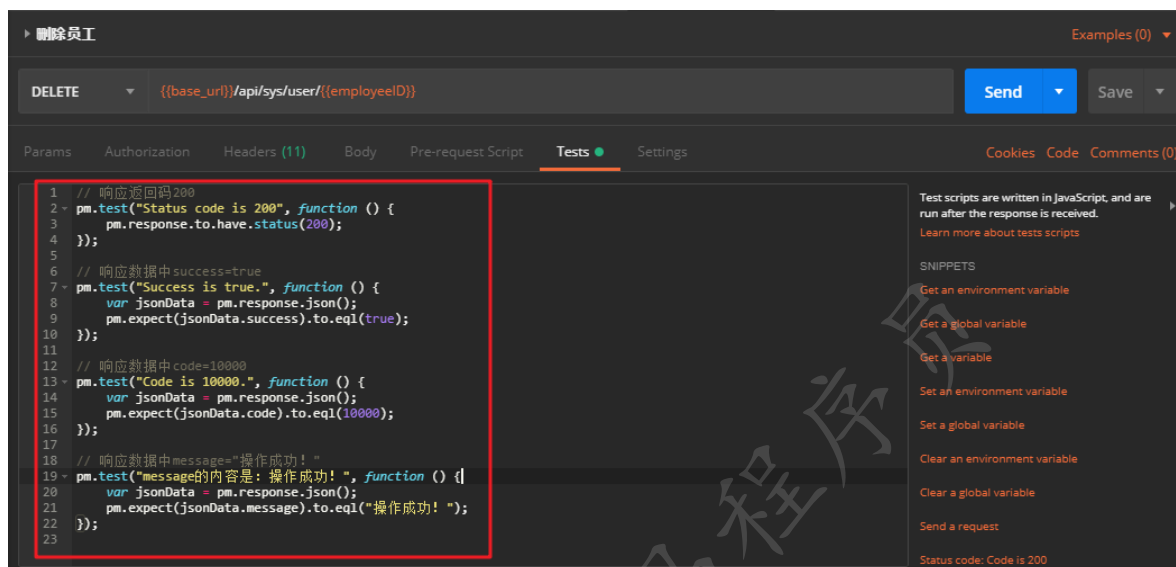 删除员工
Examples (0)
DELETE
{{base_url}}/api/sys/user/{{employeeID}}
Send
Save
Params
Authorization
Headers (11)
Body
Pre-request Script
Tests
Settings
Cookies
Code
Comments (0)
1 // 响应返回码200
2 pm.test("Status code is 200", function () {
3 pm.response.to.have.status(200);
4 });
5
6 // 响应数据中success=true
7 pm.test("Success is true.", function () {
8 var jsonData = pm.response.json();
9 pm.expect(jsonData.success).to.eql(true);
10 });
11
12 // 响应数据中code=10000
13 pm.test("Code is 10000.", function () {
14 var jsonData = pm.response.json();
15 pm.expect(jsonData.code).to.eql(10000);
16 });
17
18 // 响应数据中message="操作成功！"
19 pm.test("message的内容是：操作成功！", function () {
20 var jsonData = pm.response.json();
21 pm.expect(jsonData.message).to.eql("操作成功！");
22 });
23
Test scripts are written in JavaScript, and are
run after the response is received.
Learn more about tests scripts
SNIPPETS
Get an environment variable
Get a global variable
Get a variable
Set an environment variable
Set a global variable
Clear an environment variable
Clear a global variable
Send a request
Status code: Code is 200
程序员